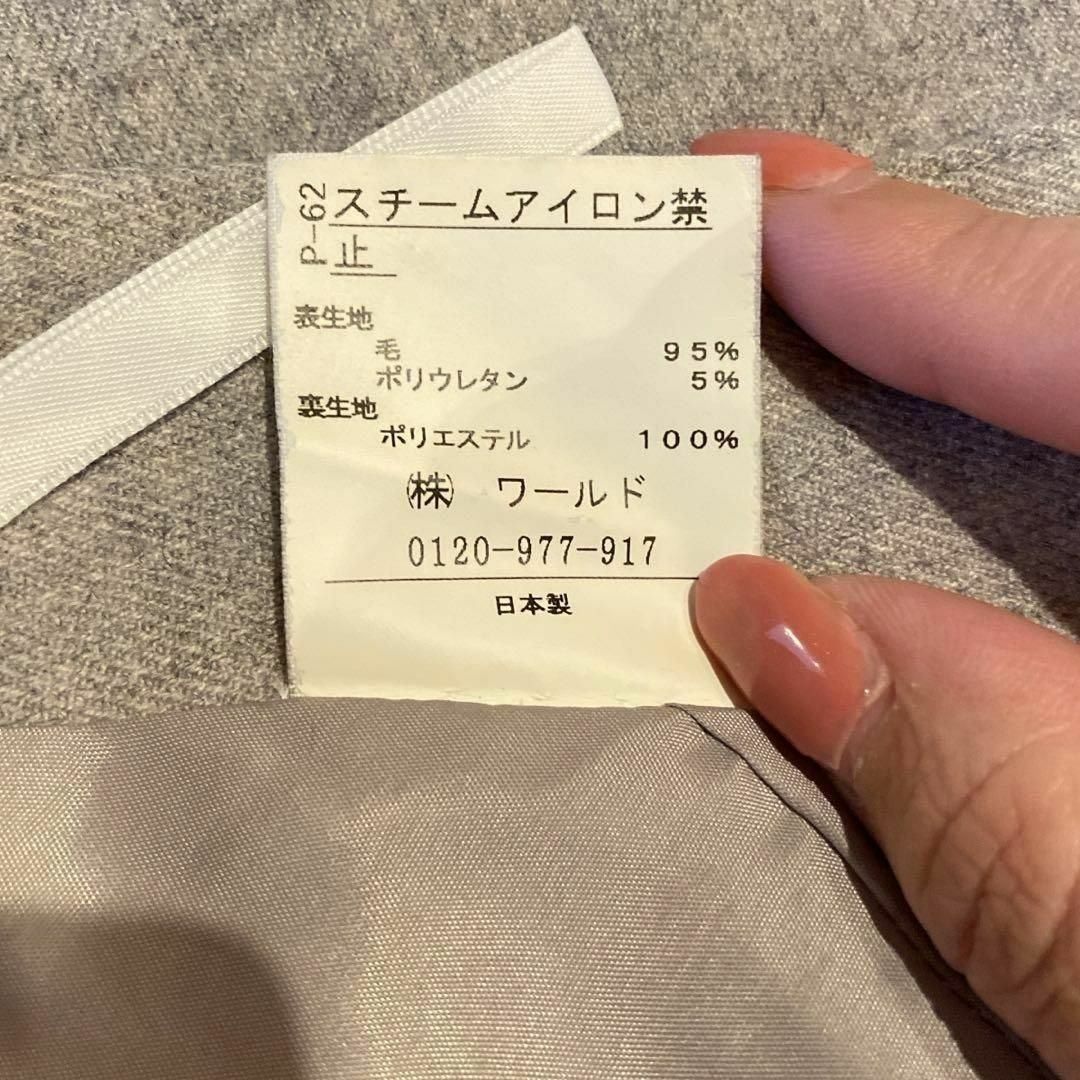 P-62
スチームアイロン禁
止
表生地
毛 95%
ポリウレタン 5%
裏生地
ポリエステル 100%
㈱ ワールド
0120-977-917
日本製